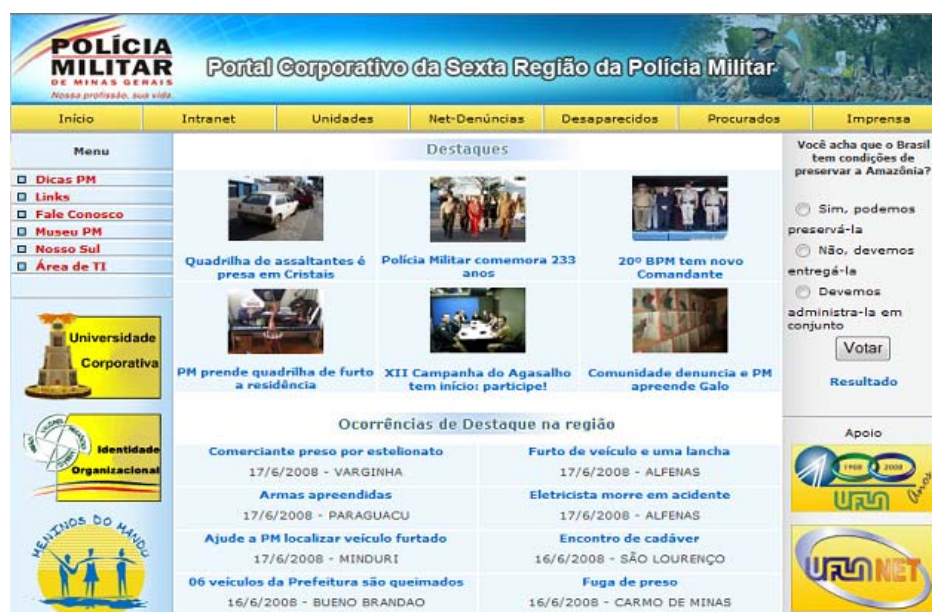 POLÍCIA
MILITAR
DE MINAS GERAIS
Nossa profissão, sua vida.
Portal Corporativo da Sexta Região da Polícia Militar
Início Intranet Unidades Net-Denúncias Desaparecidos Procurados Imprensa
Menu
Dicas PM
Links
Fale Conosco
Museu PM
Nosso Sul
Área de TI
Universidade
Corporativa
Identidade
Organizacional
MENINOS DO MANDU
Destaques
Quadrilha de assaltantes é
presa em Cristais
Polícia Militar comemora 233
anos
20º BPM tem novo
Comandante
PM prende quadrilha de furto
a residência
XII Campanha do Agasalho
tem início: participe!
Comunidade denuncia e PM
apreende Galo
Ocorrências de Destaque na região
Comerciante preso por estelionato
17/6/2008 - VARGINHA
Furto de veículo e uma lancha
17/6/2008 - ALFENAS
Armas apreendidas
17/6/2008 - PARAGUACU
Eletricista morre em acidente
17/6/2008 - ALFENAS
Ajude a PM localizar veículo furtado
17/6/2008 - MINDURI
Encontro de cadáver
16/6/2008 - SÃO LOURENÇO
06 veículos da Prefeitura são queimados
16/6/2008 - BUENO BRANDAO
Fuga de preso
16/6/2008 - CARMO DE MINAS
Você acha que o Brasil
tem condições de
preservar a Amazônia?
Sim, podemos
preservá-la
Não, devemos
entregá-la
Devemos
administra-la em
conjunto
Votar
Resultado
Apoio
1908 2008
Anos
UFLA
UFLA NET